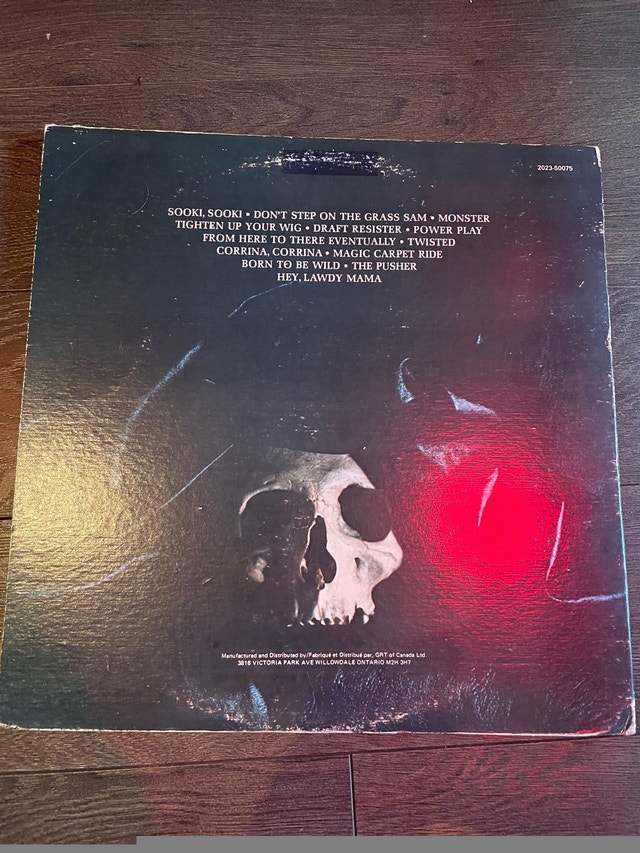 2023-50075
SOOKI, SOOKI • DON'T STEP ON THE GRASS SAM • MONSTER
TIGHTEN UP YOUR WIG • DRAFT RESISTER • POWER PLAY
FROM HERE TO THERE EVENTUALLY • TWISTED
CORRINA, CORRINA • MAGIC CARPET RIDE
BORN TO BE WILD • THE PUSHER
HEY, LAWDY MAMA
Manufactured and Distributed by/Fabriqué et Distribué par, GRT of Canada Ltd.
3816 VICTORIA PARK AVE WILLOWDALE ONTARIO M2H 3H7